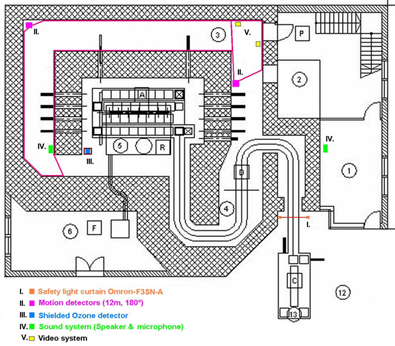 II.
3
V.
P
II.
2
A
IV.
5
R
IV.
III.
D
1
4
6
F
I.
C
12
13
I. Safety light curtain Omron-F3SN-A
II. Motion detectors (12m, 180°)
III. Shielded Ozone detector
IV. Sound system (Speaker & microphone)
V. Video system